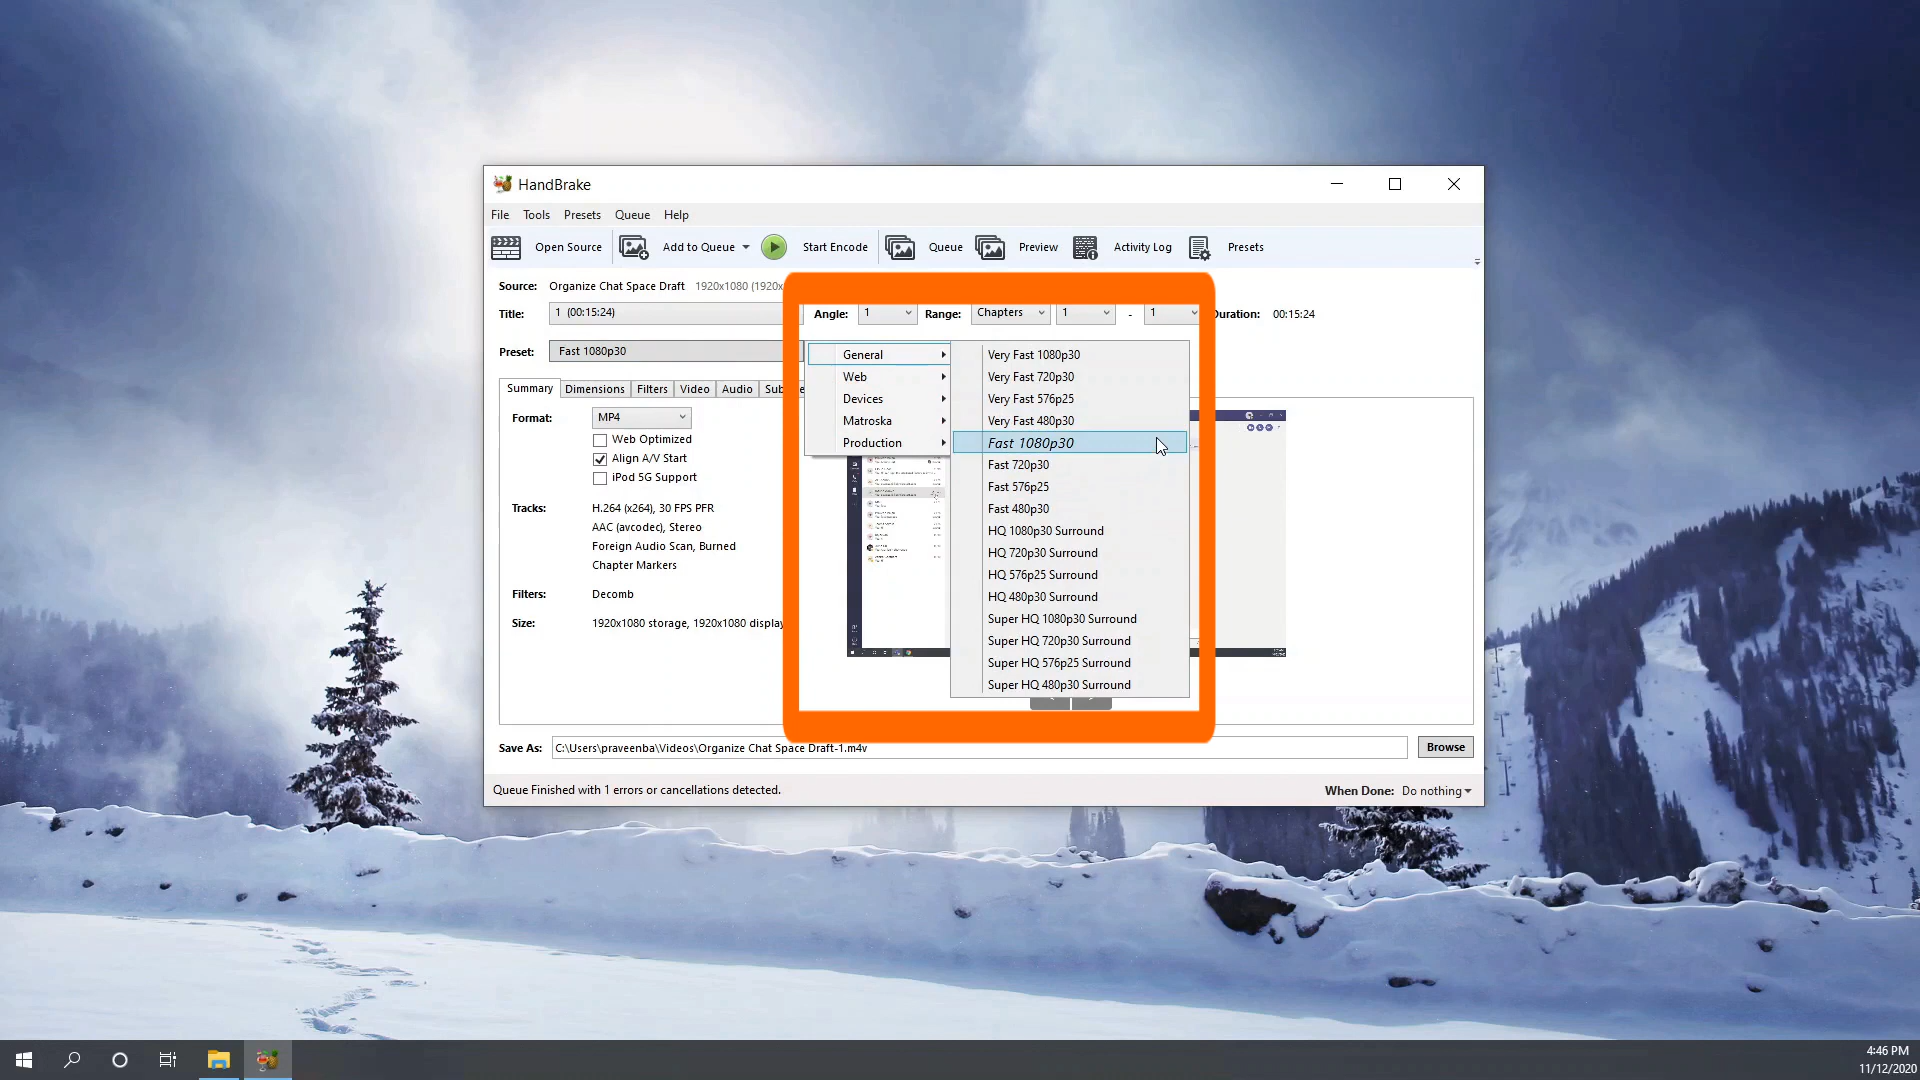 HandBrake
File Tools Presets Queue Help
Open Source Add to Queue Start Encode Queue Preview Activity Log Presets
Source: Organize Chat Space Draft 1920x1080 (1920x
Title: 1 (00:15:24) Angle: 1 Range: Chapters 1 - 1 Duration: 00:15:24
Preset: Fast 1080p30
General
Web
Devices
Matroska
Production
Very Fast 1080p30
Very Fast 720p30
Very Fast 576p25
Very Fast 480p30
Fast 1080p30
Fast 720p30
Fast 576p25
Fast 480p30
HQ 1080p30 Surround
HQ 720p30 Surround
HQ 576p25 Surround
HQ 480p30 Surround
Super HQ 1080p30 Surround
Super HQ 720p30 Surround
Super HQ 576p25 Surround
Super HQ 480p30 Surround
Summary Dimensions Filters Video Audio Sub
Format: MP4
Web Optimized
Align A/V Start
iPod 5G Support
Tracks: H.264 (x264), 30 FPS PFR
AAC (avcodec), Stereo
Foreign Audio Scan, Burned
Chapter Markers
Filters: Decomb
Size: 1920x1080 storage, 1920x1080 display
Save As: C:\Users\praveenba\Videos\Organize Chat Space Draft-1.m4v Browse
Queue Finished with 1 errors or cancellations detected. When Done: Do nothing
4:46 PM
11/12/2020